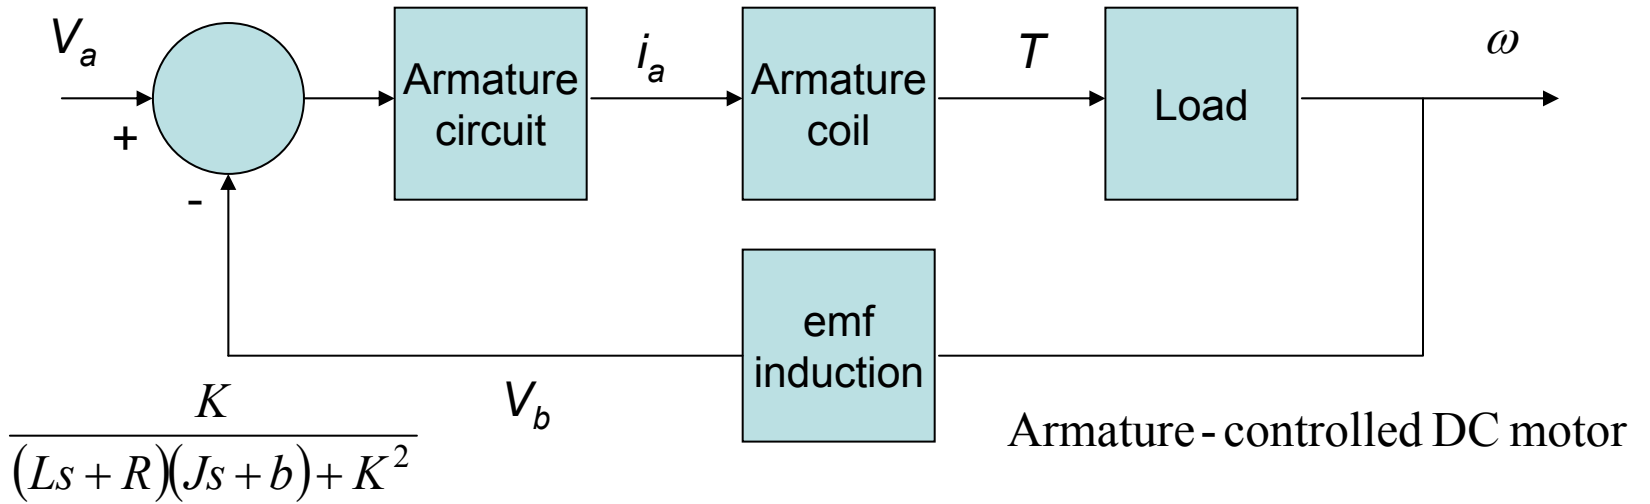 V_a
i_a
T
ω
+
-
Armature
circuit
Armature
coil
Load
emf
induction
V_b
K
(Ls + R)(Js + b) + K^2
Armature - controlled DC motor